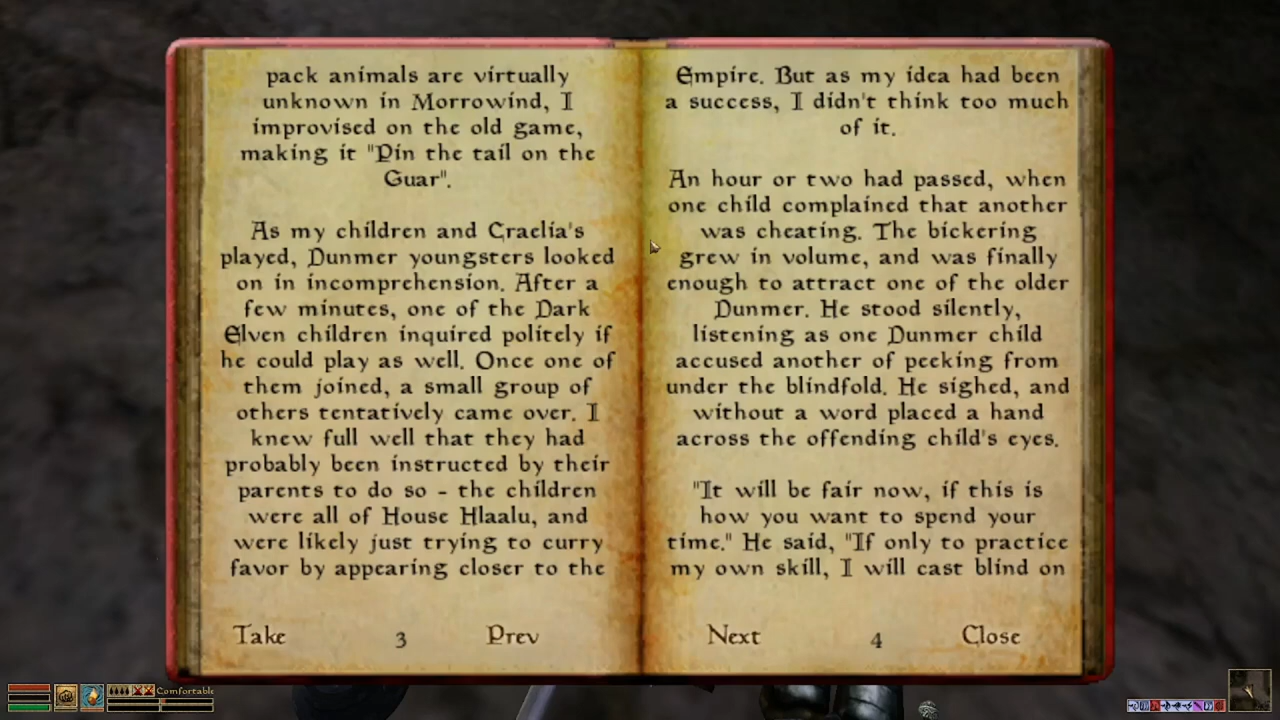 pack animals are virtually
unknown in Morrowind, I
improvised on the old game,
making it "Pin the tail on the
Guar".
As my children and Craelia's
played, Dunmer youngsters looked
on in incomprehension. After a
few minutes, one of the Dark
Elven children inquired politely if
he could play as well. Once one of
them joined, a small group of
others tentatively came over. I
knew full well that they had
probably been instructed by their
parents to do so - the children
were all of House Hlaalu, and
were likely just trying to curry
favor by appearing closer to the
Take
3
Prev
Empire. But as my idea had been
a success, I didn't think too much
of it.
An hour or two had passed, when
one child complained that another
was cheating. The bickering
grew in volume, and was finally
enough to attract one of the older
Dunmer. He stood silently,
listening as one Dunmer child
accused another of peeking from
under the blindfold. He sighed, and
without a word placed a hand
across the offending child's eyes.
"It will be fair now, if this is
how you want to spend your
time." He said, "If only to practice
my own skill, I will cast blind on
Next
4
Close
Comfortable